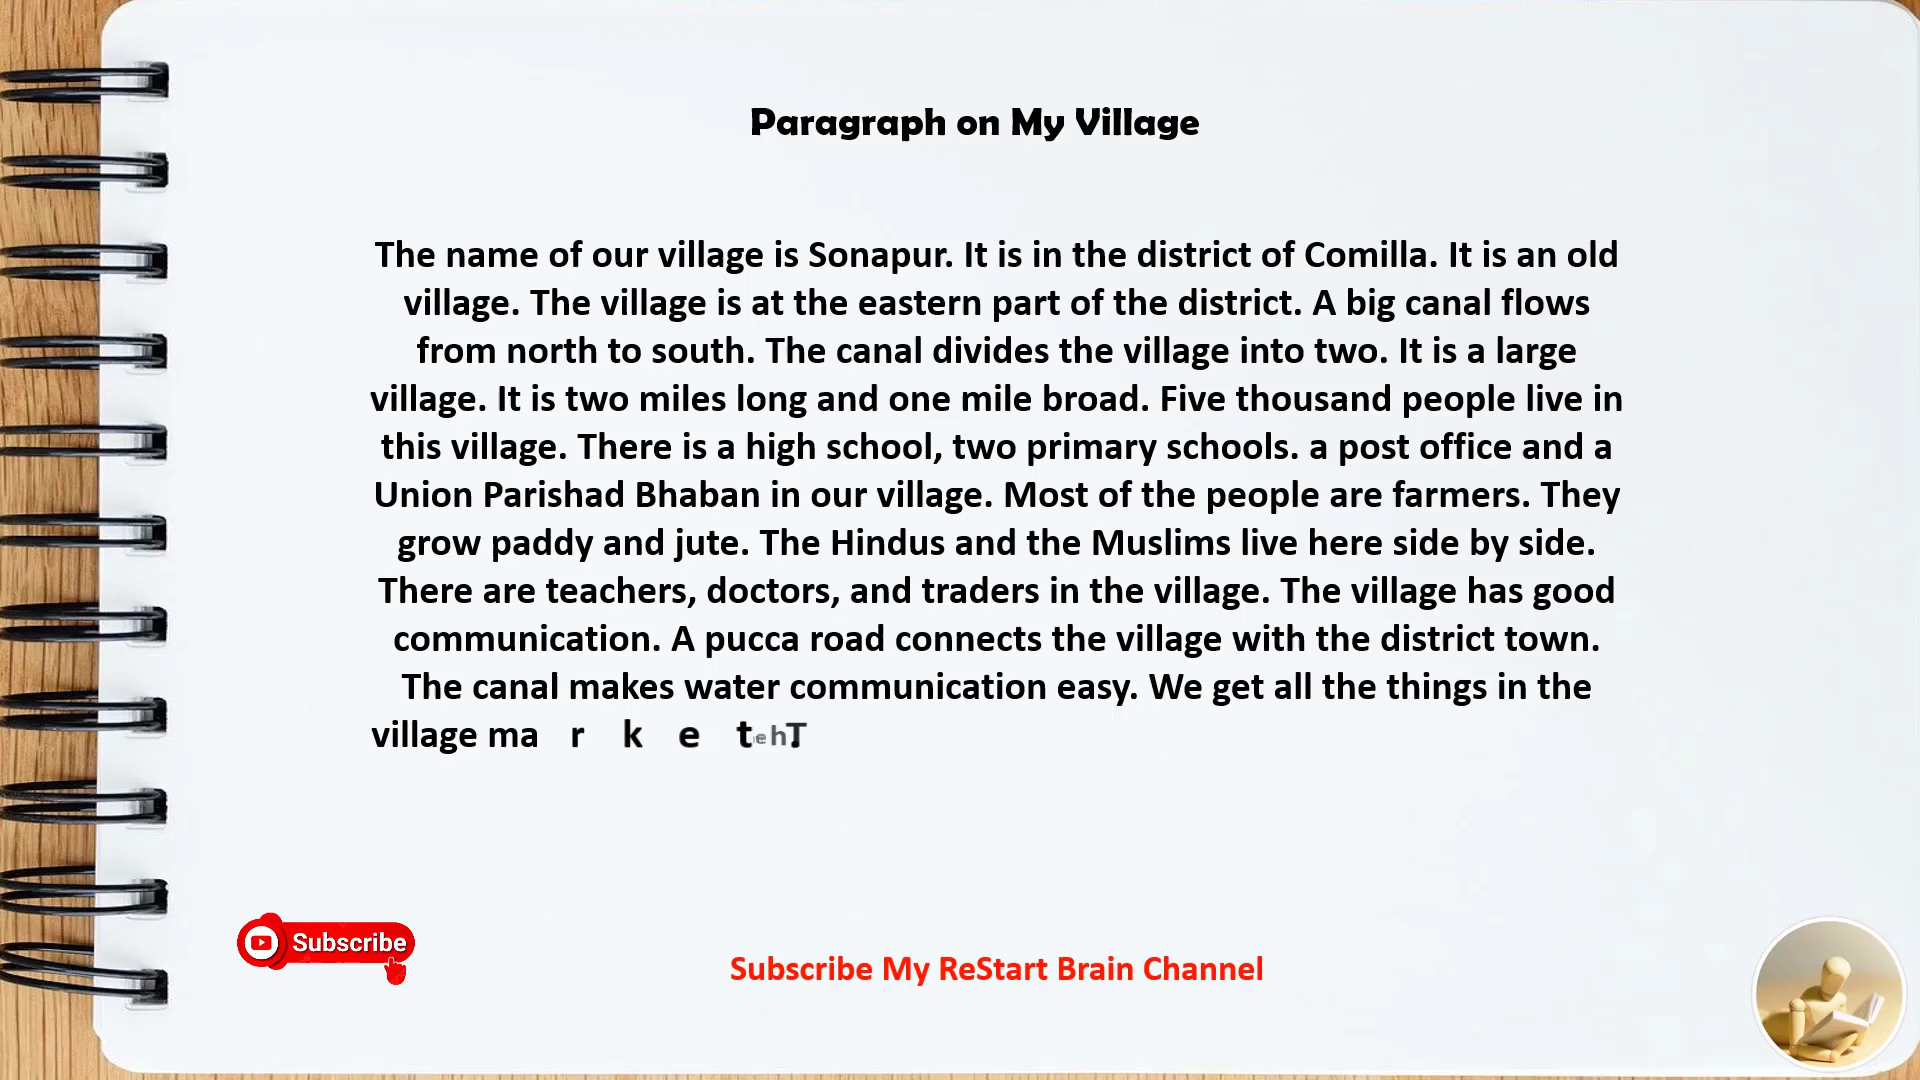 Paragraph on My Village
The name of our village is Sonapur. It is in the district of Comilla. It is an old
village. The village is at the eastern part of the district. A big canal flows
from north to south. The canal divides the village into two. It is a large
village. It is two miles long and one mile broad. Five thousand people live in
this village. There is a high school, two primary schools. a post office and a
Union Parishad Bhaban in our village. Most of the people are farmers. They
grow paddy and jute. The Hindus and the Muslims live here side by side.
There are teachers, doctors, and traders in the village. The village has good
communication. A pucca road connects the village with the district town.
The canal makes water communication easy. We get all the things in the
village market
Subscribe
Subscribe My ReStart Brain Channel